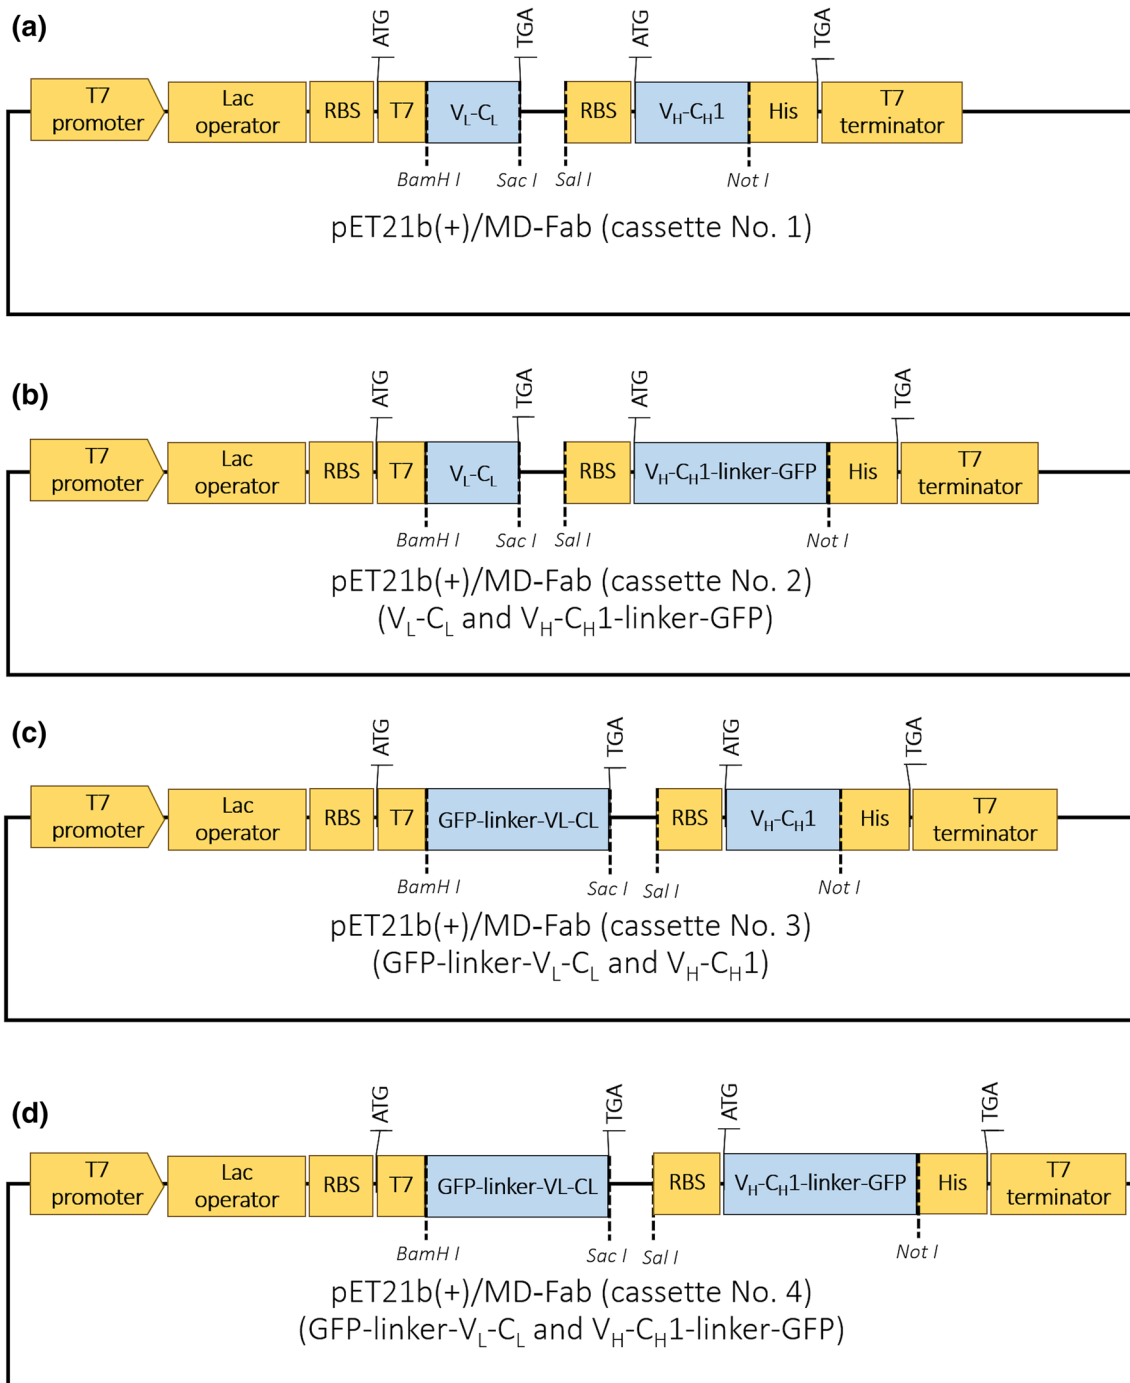 (a)
ATG TGA ATG TGA
T7 promoter Lac operator RBS T7 VL-CL RBS VH-CH1 His T7 terminator
BamH I Sac I Sal I Not I
pET21b(+)/MD-Fab (cassette No. 1)
(b)
ATG TGA ATG TGA
T7 promoter Lac operator RBS T7 VL-CL RBS VH-CH1-linker-GFP His T7 terminator
BamH I Sac I Sal I Not I
pET21b(+)/MD-Fab (cassette No. 2)
(VL-CL and VH-CH1-linker-GFP)
(c)
ATG TGA ATG TGA
T7 promoter Lac operator RBS T7 GFP-linker-VL-CL RBS VH-CH1 His T7 terminator
BamH I Sac I Sal I Not I
pET21b(+)/MD-Fab (cassette No. 3)
(GFP-linker-VL-CL and VH-CH1)
(d)
ATG TGA ATG TGA
T7 promoter Lac operator RBS T7 GFP-linker-VL-CL RBS VH-CH1-linker-GFP His T7 terminator
BamH I Sac I Sal I Not I
pET21b(+)/MD-Fab (cassette No. 4)
(GFP-linker-VL-CL and VH-CH1-linker-GFP)